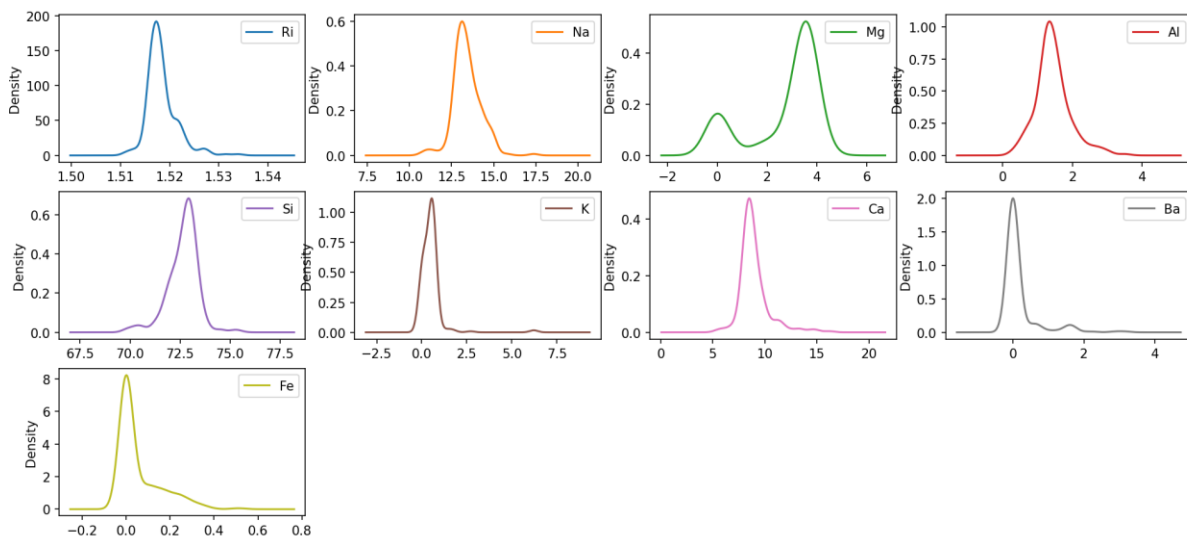 Density
200
150
100
50
0
1.50 1.51 1.52 1.53 1.54
Ri
Density
0.6
0.4
0.2
0.0
7.5 10.0 12.5 15.0 17.5 20.0
Na
Density
0.4
0.2
0.0
−2 0 2 4 6
Mg
Density
1.00
0.75
0.50
0.25
0.00
0 2 4
Al
Density
0.6
0.4
0.2
0.0
67.5 70.0 72.5 75.0 77.5
Si
Density
1.00
0.75
0.50
0.25
0.00
−2.5 0.0 2.5 5.0 7.5
K
Density
0.4
0.2
0.0
0 5 10 15 20
Ca
Density
2.0
1.5
1.0
0.5
0.0
0 2 4
Ba
Density
8
6
4
2
0
−0.2 0.0 0.2 0.4 0.6 0.8
Fe